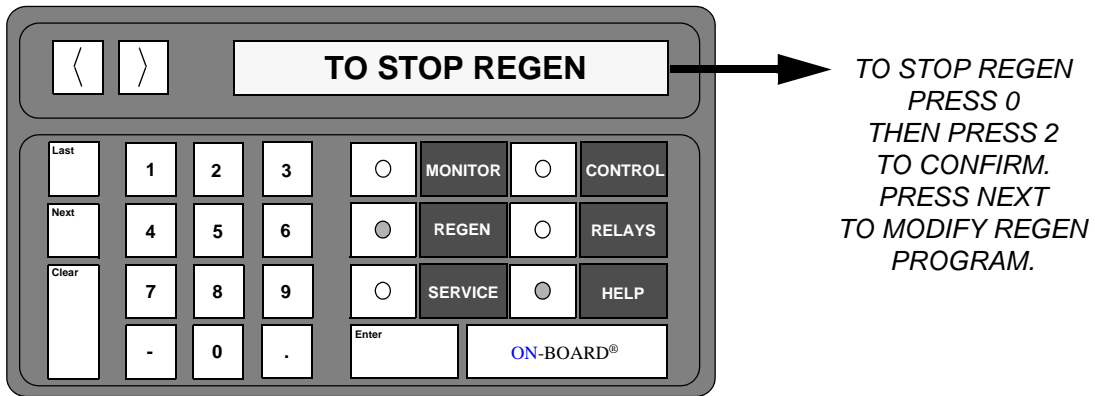 〈 〉 TO STOP REGEN
TO STOP REGEN
PRESS 0
THEN PRESS 2
TO CONFIRM.
PRESS NEXT
TO MODIFY REGEN
PROGRAM.
Last 1 2 3 MONITOR CONTROL
Next 4 5 6 REGEN RELAYS
Clear 7 8 9 SERVICE HELP
- 0 . Enter ON-BOARD®